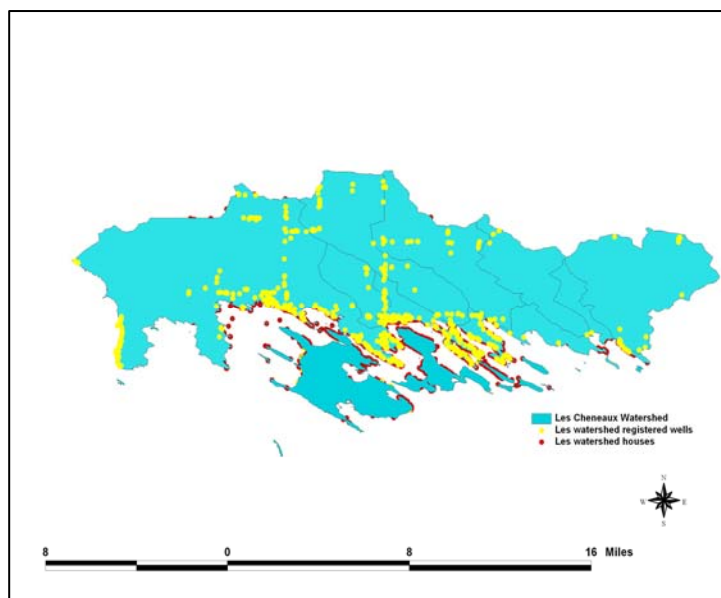 Les Cheneaux Watershed
Les watershed registered wells
Les watershed houses
N
W E
S
8 0 8 16 Miles